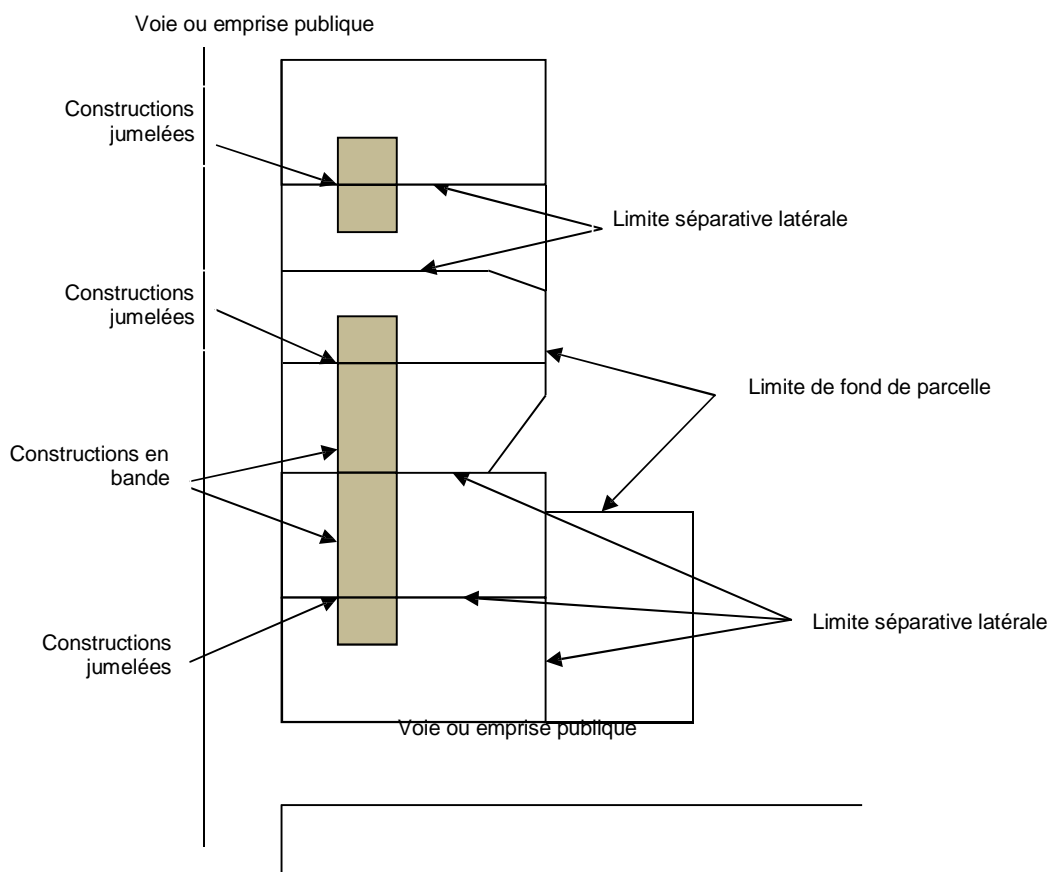 Voie ou emprise publique
Constructions
jumelées
Limite séparative latérale
Constructions
jumelées
Limite de fond de parcelle
Constructions en
bande
Limite séparative latérale
Constructions
jumelées
Voie ou emprise publique